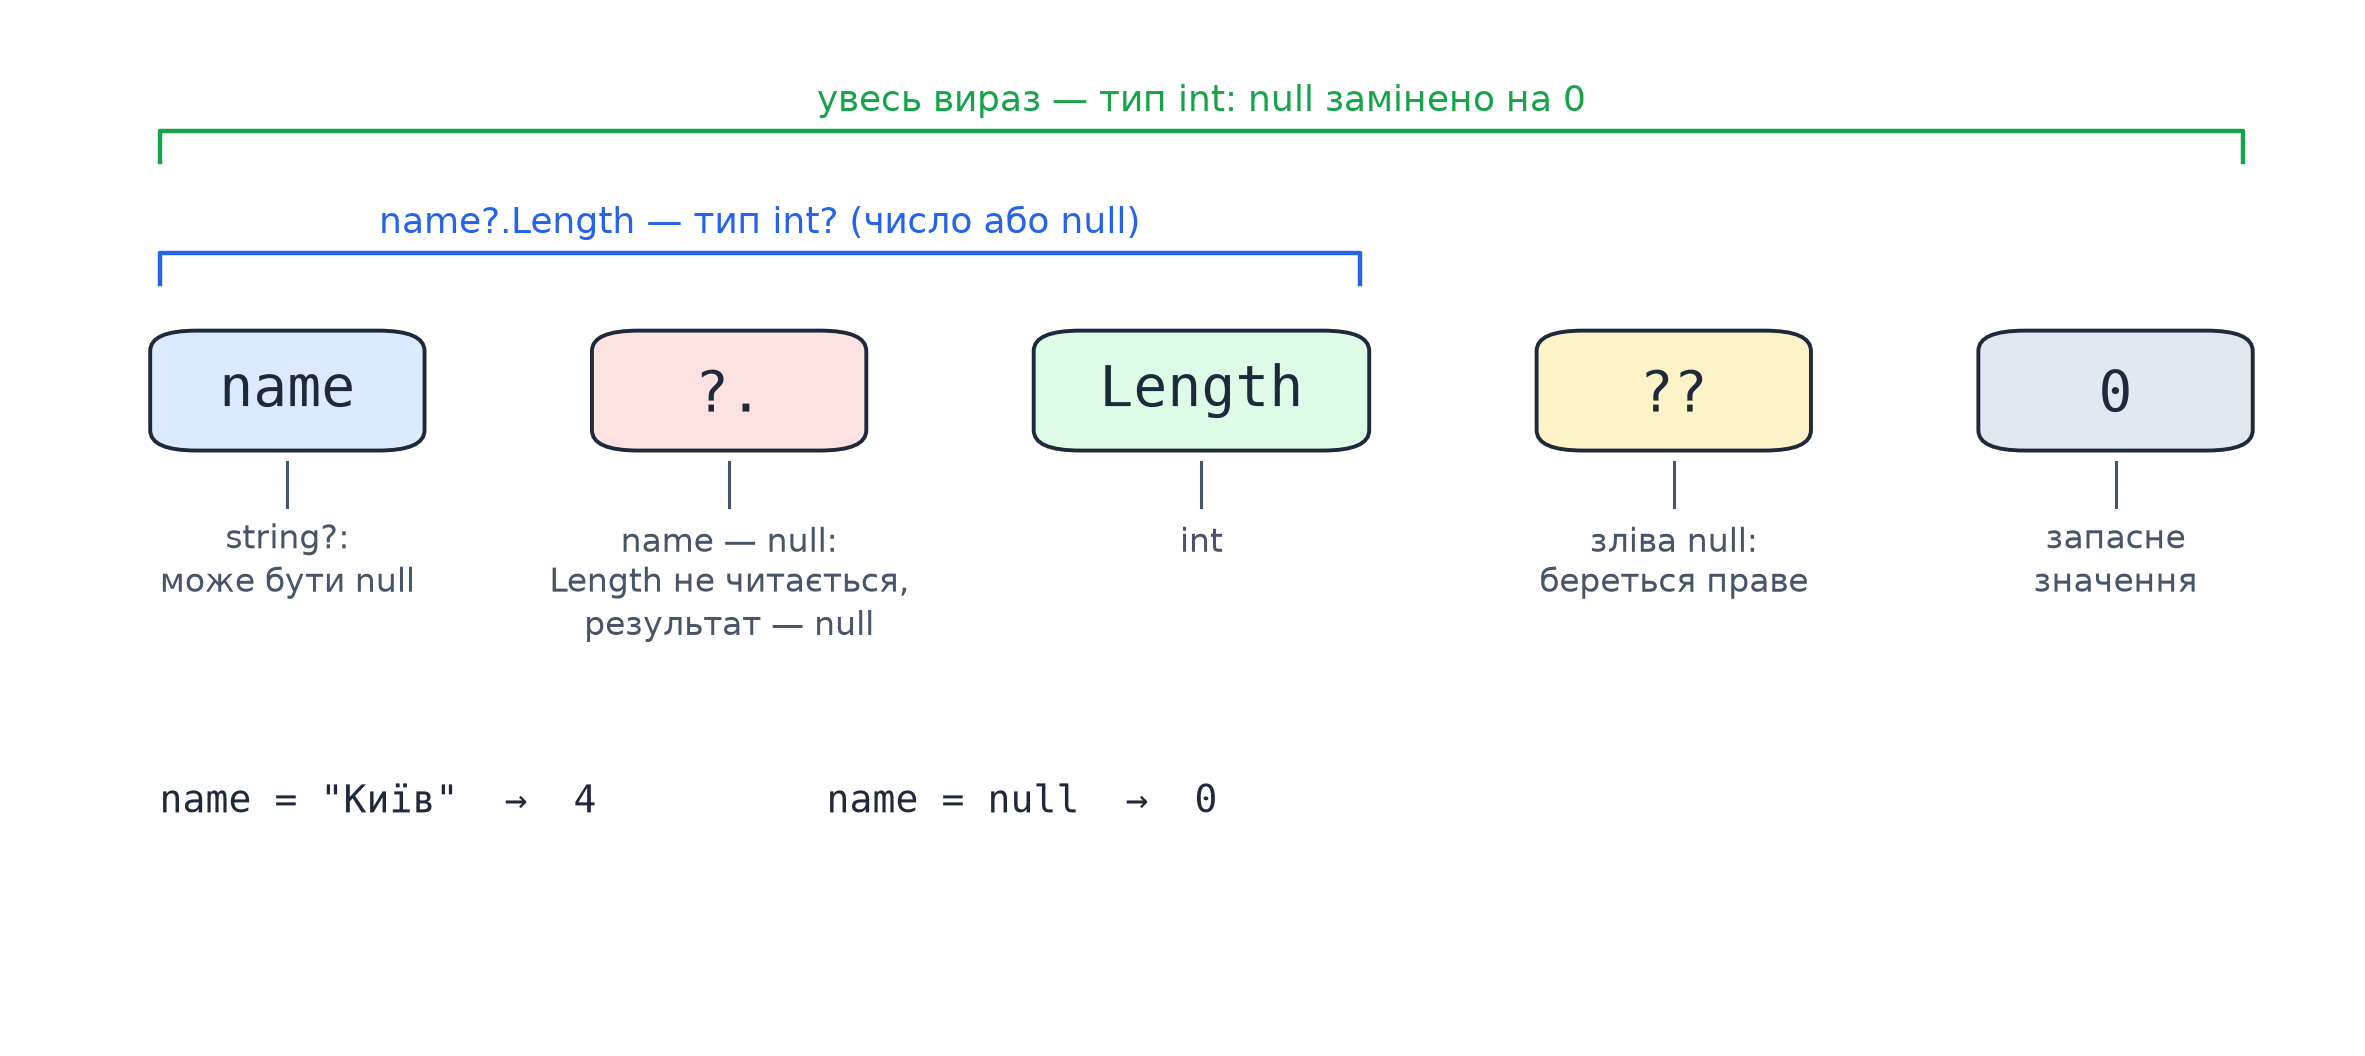 увесь вираз — тип int: null замінено на 0
name?.Length — тип int? (число або null)
name ?. Length ?? 0
string?:
може бути null
name — null:
Length не читається,
результат — null
int
зліва null:
береться праве
запасне
значення
name = "Київ" → 4
name = null → 0